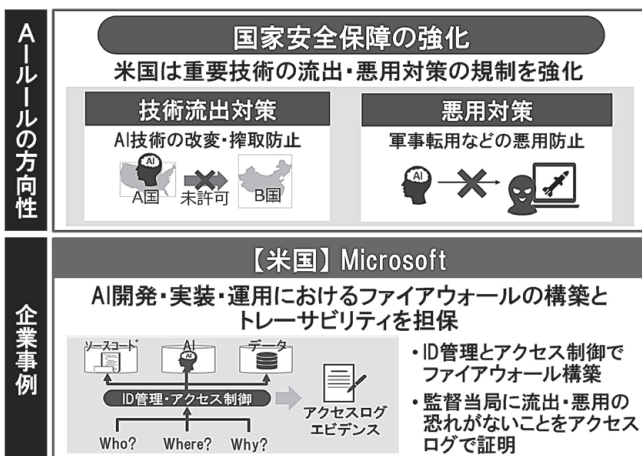 AIルールの方向性
国家安全保障の強化
米国は重要技術の流出・悪用対策の規制を強化
技術流出対策
AI技術の改変・搾取防止
AI
A国
未許可
B国
悪用対策
軍事転用などの悪用防止
AI
企業事例
【米国】Microsoft
AI開発・実装・運用におけるファイアウォールの構築と
トレーサビリティを担保
ソースコード
AI
データ
AI
ID管理・アクセス制御
Who?
Where?
Why?
アクセスログ
エビデンス
・ID管理とアクセス制御で
ファイアウォール構築
・監督当局に流出・悪用の
恐れがないことをアクセス
ログで証明